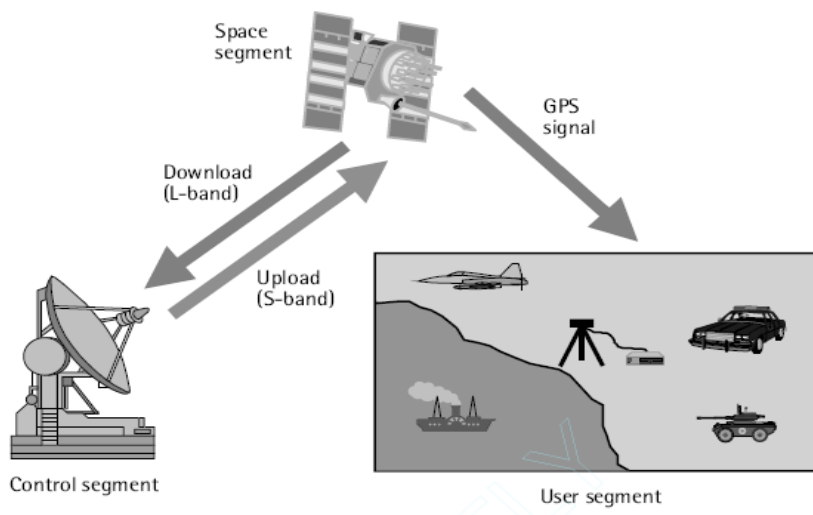 Space
segment
GPS
signal
Download
(L-band)
Upload
(S-band)
Control segment
User segment